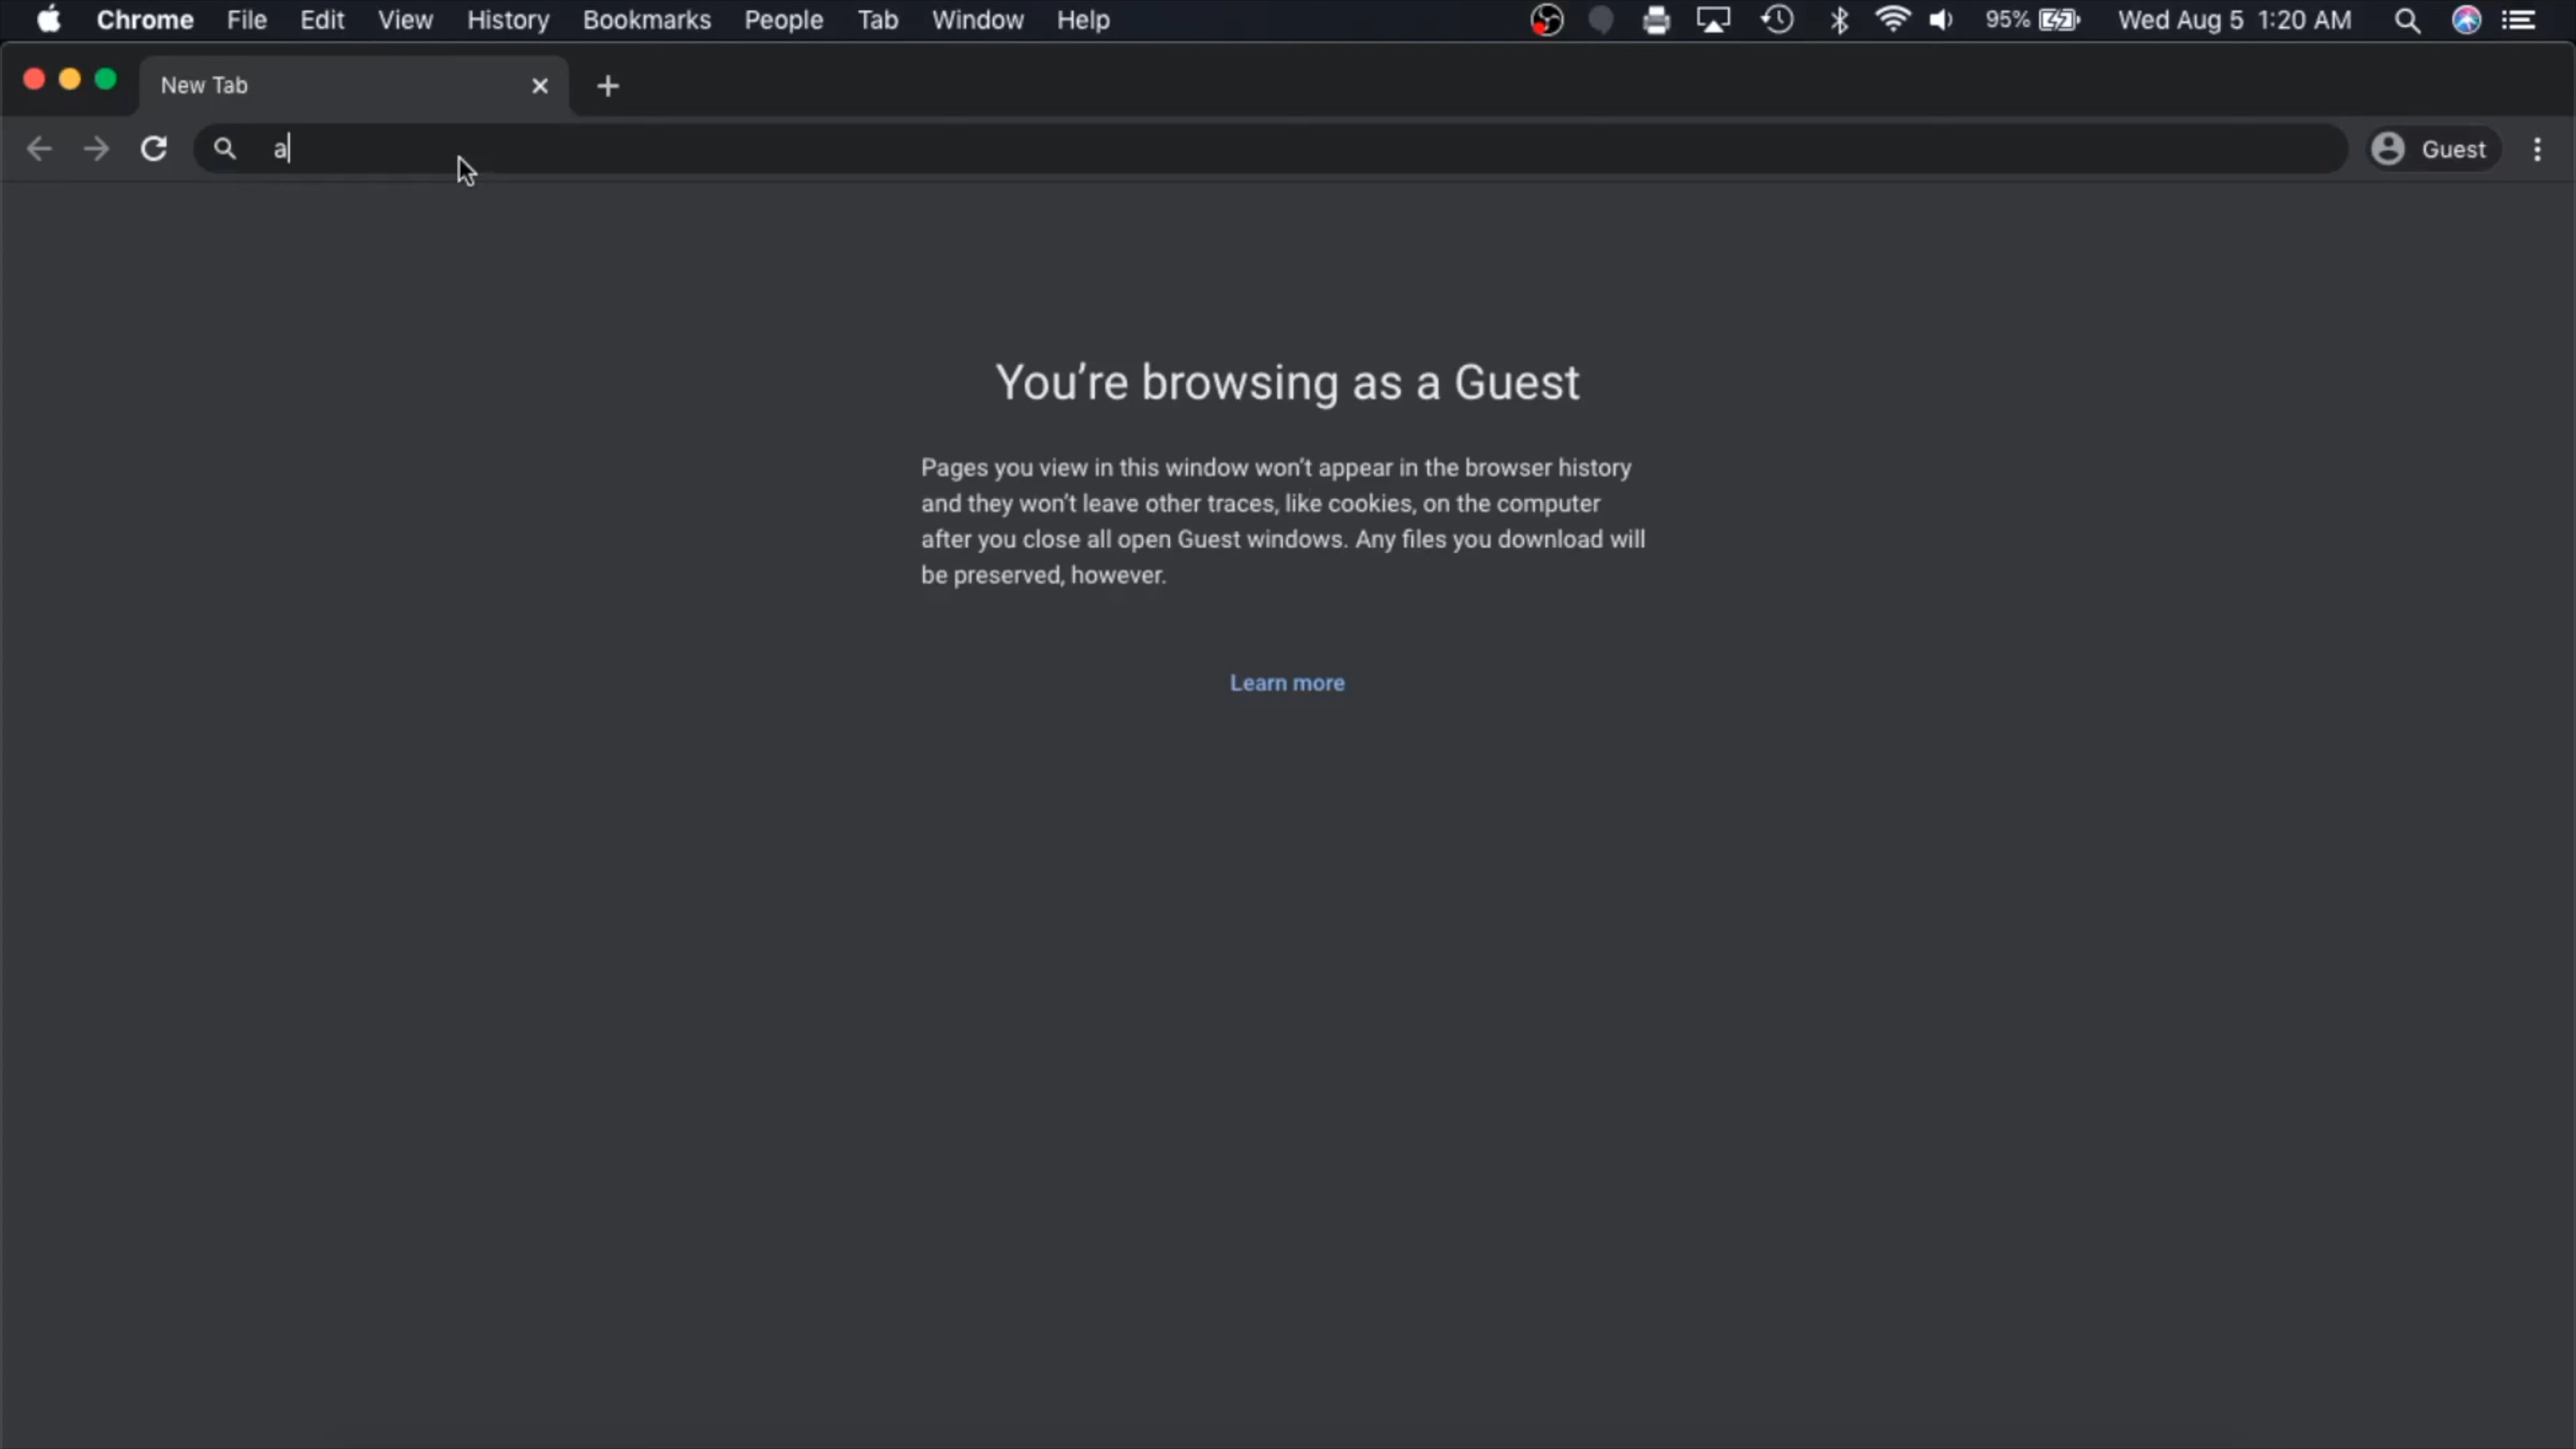 Chrome File Edit View History Bookmarks People Tab Window Help 95% Wed Aug 5 1:20 AM
New Tab
a Guest
You’re browsing as a Guest
Pages you view in this window won’t appear in the browser history
and they won’t leave other traces, like cookies, on the computer
after you close all open Guest windows. Any files you download will
be preserved, however.
Learn more